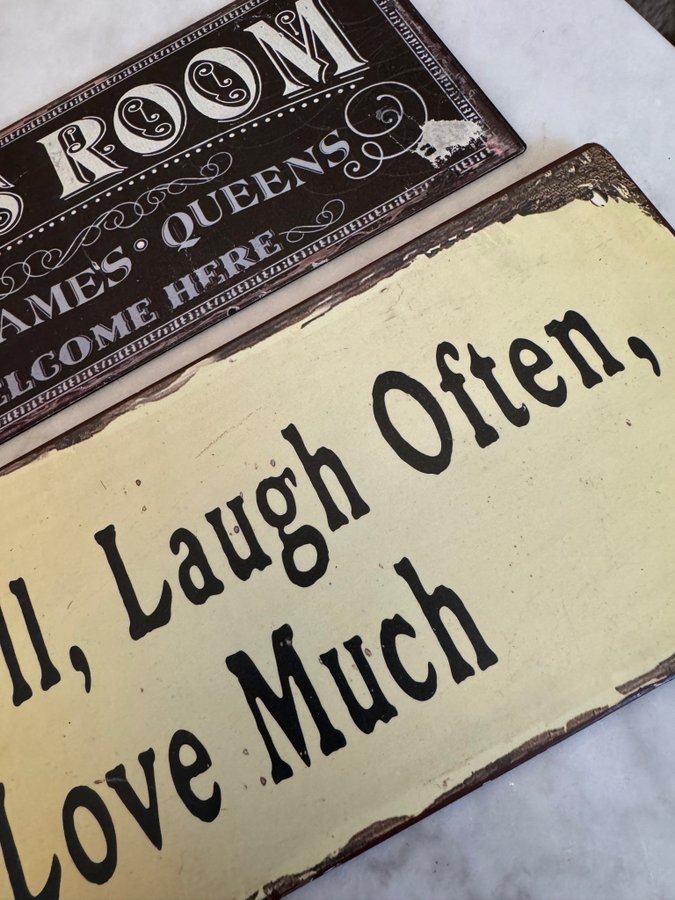 S ROOM
AMES • QUEENS
ELCOME HERE
ll, Laugh Often,
Love Much